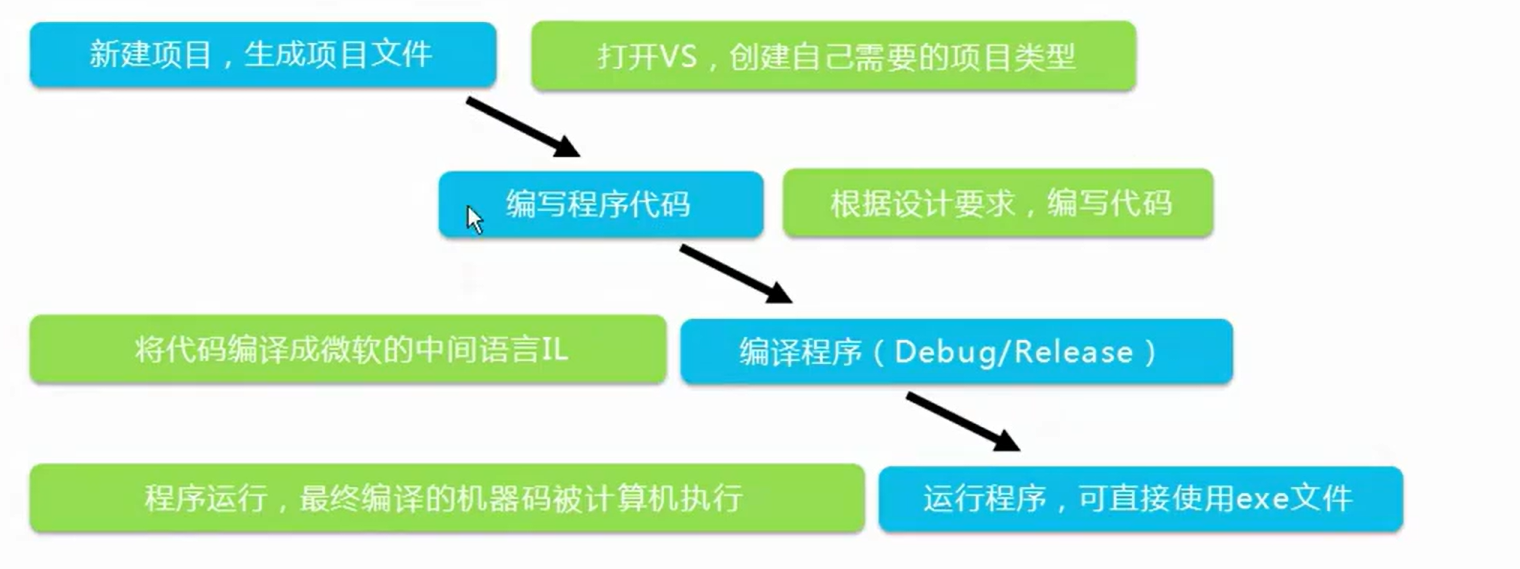 新建项目，生成项目文件
打开VS，创建自己需要的项目类型
编写程序代码
根据设计要求，编写代码
将代码编译成微软的中间语言IL
编译程序（Debug/Release）
程序运行，最终编译的机器码被计算机执行
运行程序，可直接使用exe文件